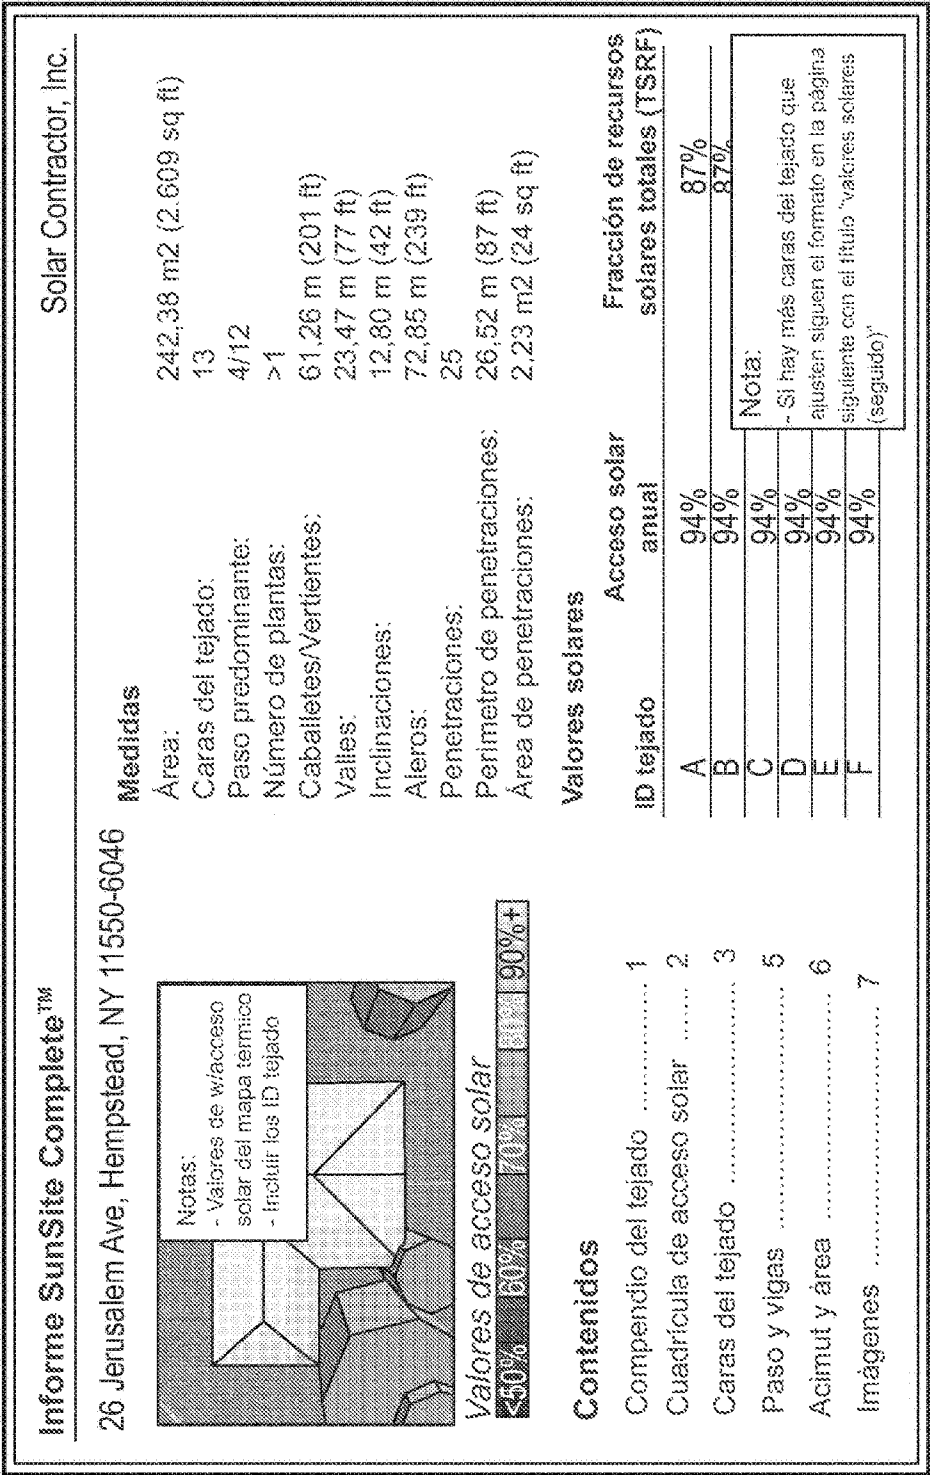 Informe SunSite Complete™
Solar Contractor, Inc.
26 Jerusalem Ave, Hempstead, NY 11550-6046
Notas:
- Valores de w/acceso
solar del mapa térmico
- Incluir los ID tejado
Valores de acceso solar
<50% 60% 70% 90%+
Contenidos
Compendio del tejado ............... 1
Cuadrícula de acceso solar ...... 2
Caras del tejado ........................ 3
Paso y vigas ............................. 5
Acimut y área ........................... 6
Imágenes ................................. 7
Medidas
Área: 242,38 m2 (2.609 sq ft)
Caras del tejado: 13
Paso predominante: 4/12
Número de plantas: >1
Caballetes/Vertientes: 61,26 m (201 ft)
Valles: 23,47 m (77 ft)
Inclinaciones: 12,80 m (42 ft)
Aleros: 72,85 m (239 ft)
Penetraciones: 25
Perímetro de penetraciones: 26,52 m (87 ft)
Área de penetraciones: 2,23 m2 (24 sq ft)
Valores solares
ID tejado
Acceso solar
anual
Fracción de recursos
solares totales (TSRF)
A 94% 87%
B 94% 87%
C 94%
D 94%
E 94%
F 94%
Nota:
- Si hay más caras del tejado que
ajusten siguen el formato en la página
siguiente con el título "valores solares
(seguido)"